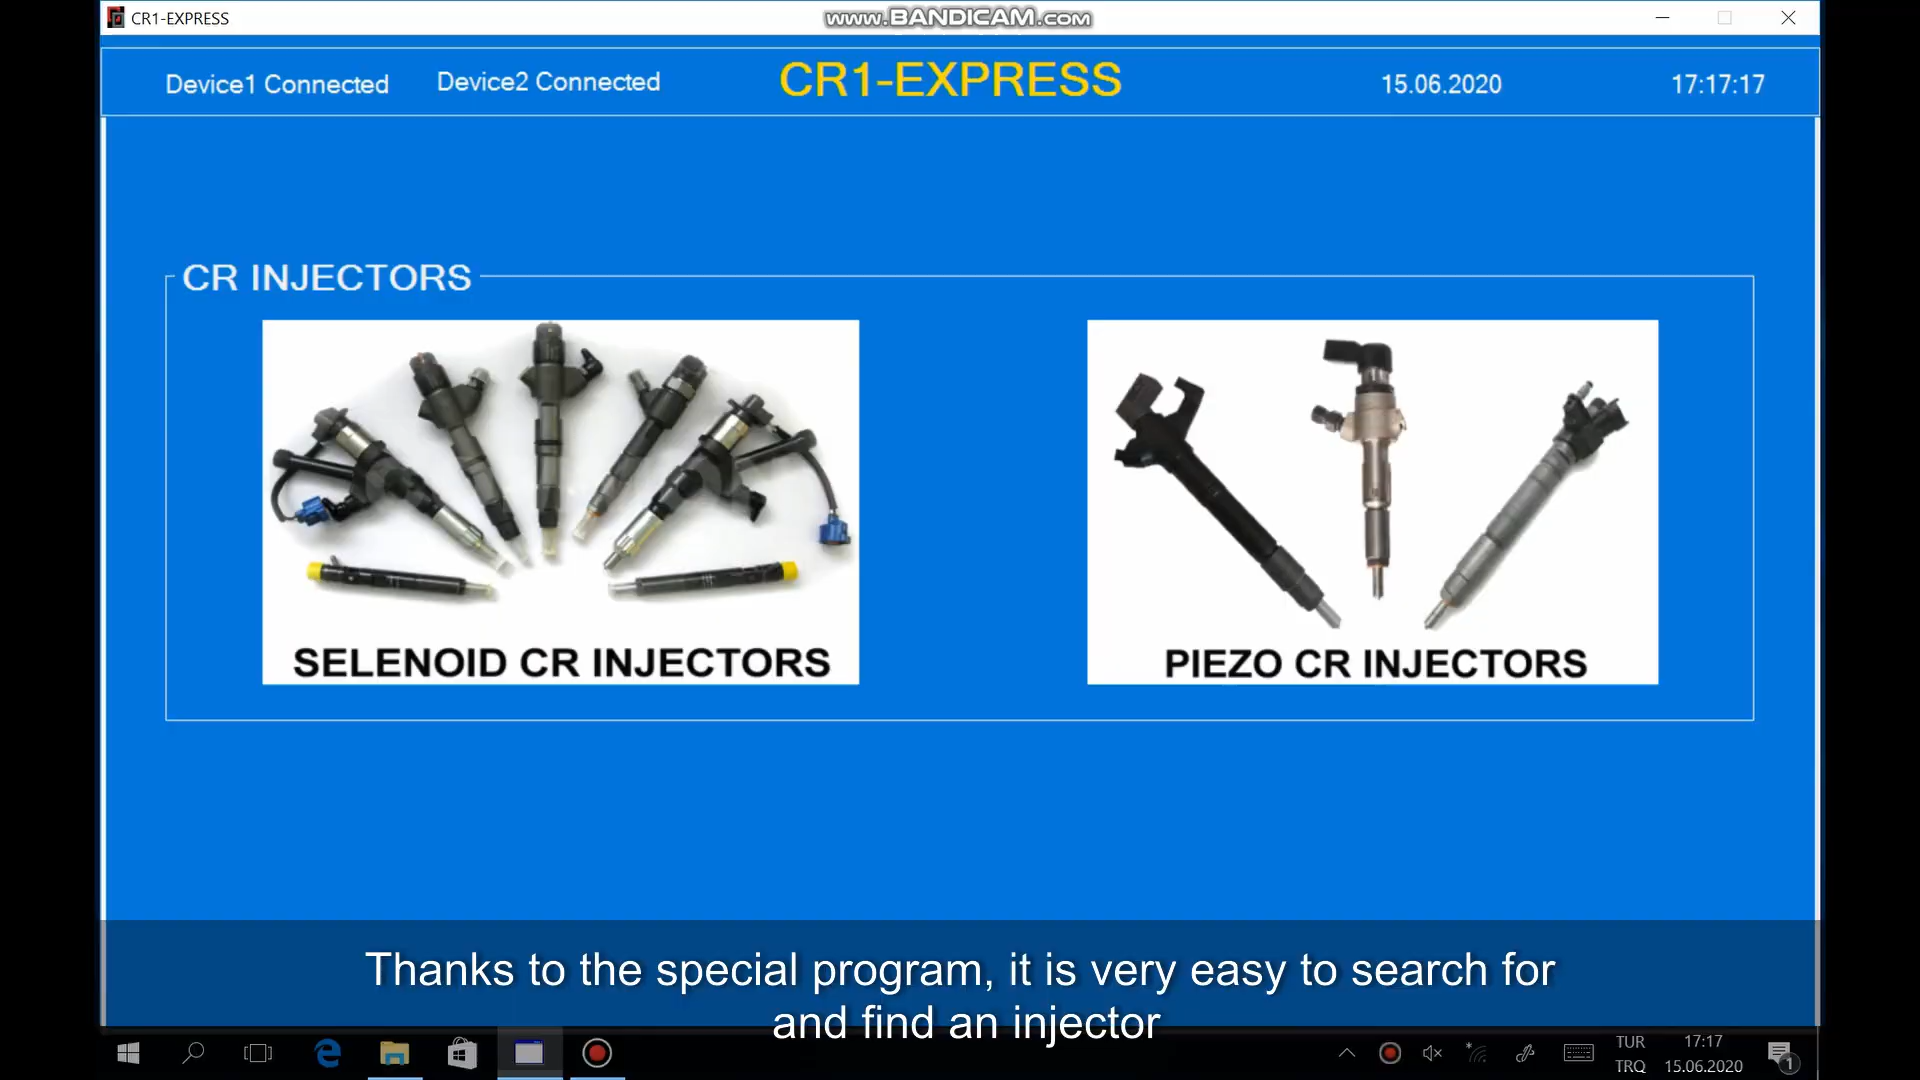 CR1-EXPRESS
www.BANDICAM.com
Device1 Connected
Device2 Connected
CR1-EXPRESS
15.06.2020
17:17:17
CR INJECTORS
SELENOID CR INJECTORS
PIEZO CR INJECTORS
Thanks to the special program, it is very easy to search for
and find an injector
TUR
TRQ
17:17
15.06.2020
1